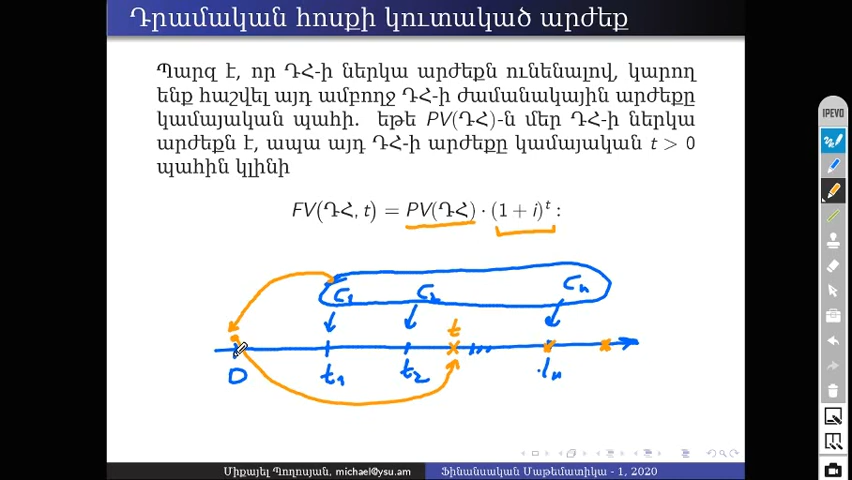 Դրամական հոսքի կուտակած արժեք
Պարզ է, որ ԴՀ-ի ներկա արժեքն ունենալով, կարող
ենք հաշվել այդ ամբողջ ԴՀ-ի ժամանակային արժեքը
կամայական պահի. եթե PV(ԴՀ)-ն մեր ԴՀ-ի ներկա
արժեքն է, ապա այդ ԴՀ-ի արժեքը կամայական t > 0
պահին կլինի
FV(ԴՀ, t) = PV(ԴՀ) · (1 + i)^t :
C₁ C₂ Cₙ
t
0 t₁ t₂ ... tₙ
Միքայել Պողոսյան, michael@ysu.am Ֆինանսական Մաթեմատիկա - 1, 2020
IPEVO